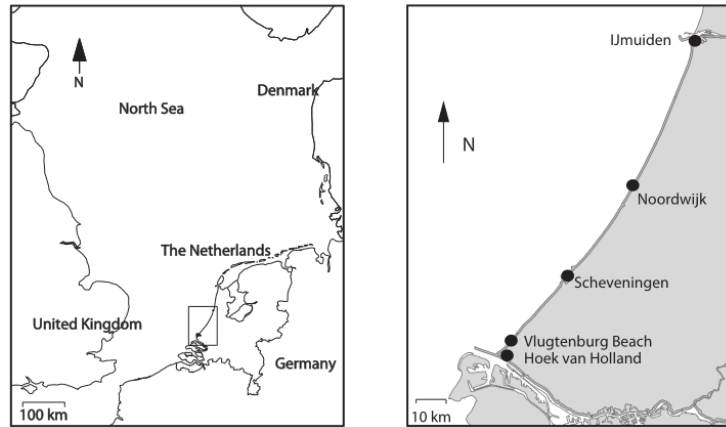 N
North Sea
Denmark
The Netherlands
United Kingdom
Germany
100 km
IJmuiden
N
Noordwijk
Scheveningen
Vlugtenburg Beach
Hoek van Holland
10 km